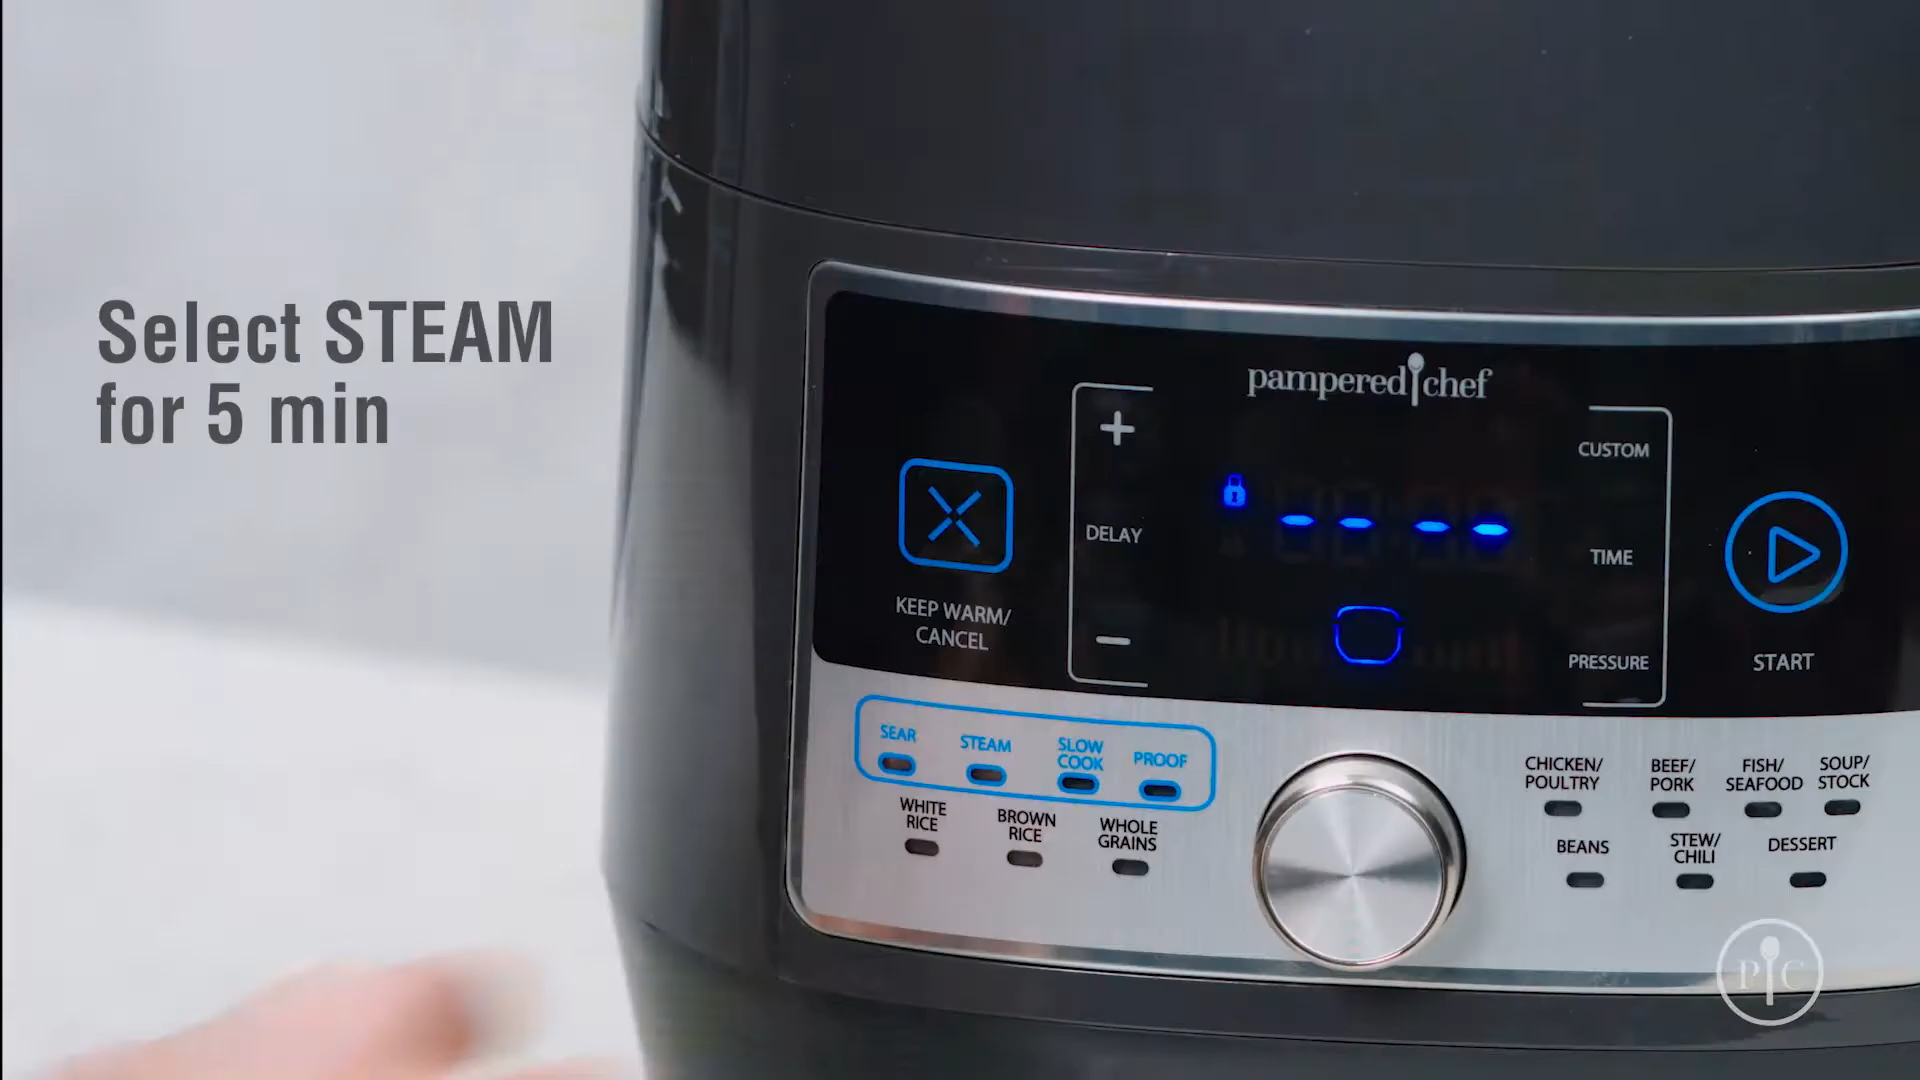 Select STEAM
for 5 min
pampered chef
+
DELAY
−
CUSTOM
TIME
PRESSURE
KEEP WARM/
CANCEL
START
SEAR
STEAM
SLOW
COOK
PROOF
WHITE
RICE
BROWN
RICE
WHOLE
GRAINS
CHICKEN/
POULTRY
BEEF/
PORK
FISH/
SEAFOOD
SOUP/
STOCK
BEANS
STEW/
CHILI
DESSERT
P C